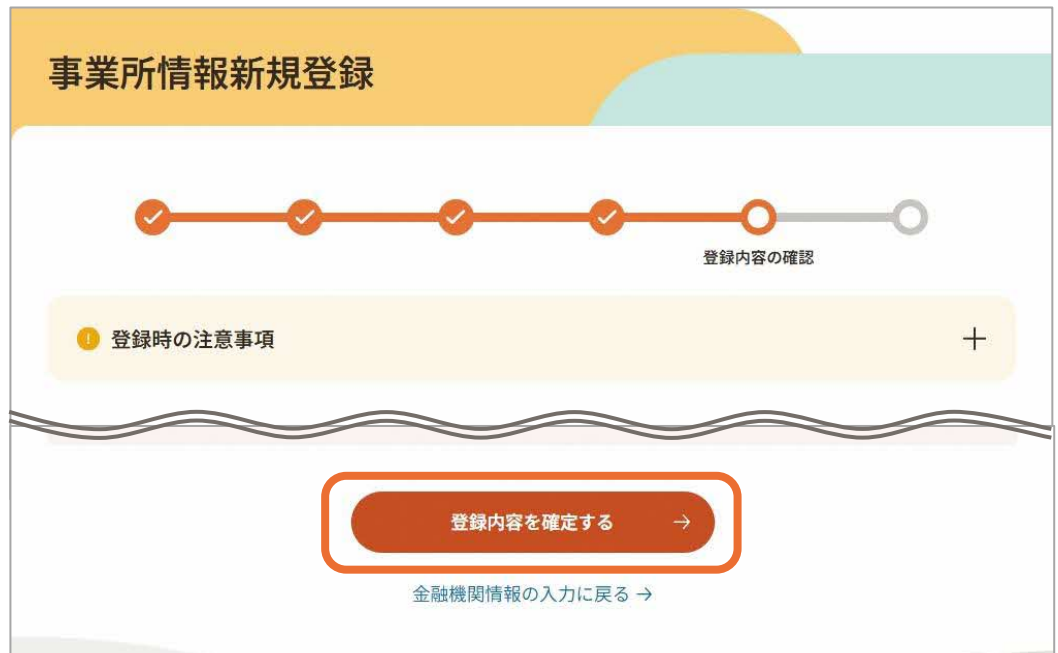 事業所情報新規登録
登録内容の確認
! 登録時の注意事項 +
登録内容を確定する →
金融機関情報の入力に戻る →